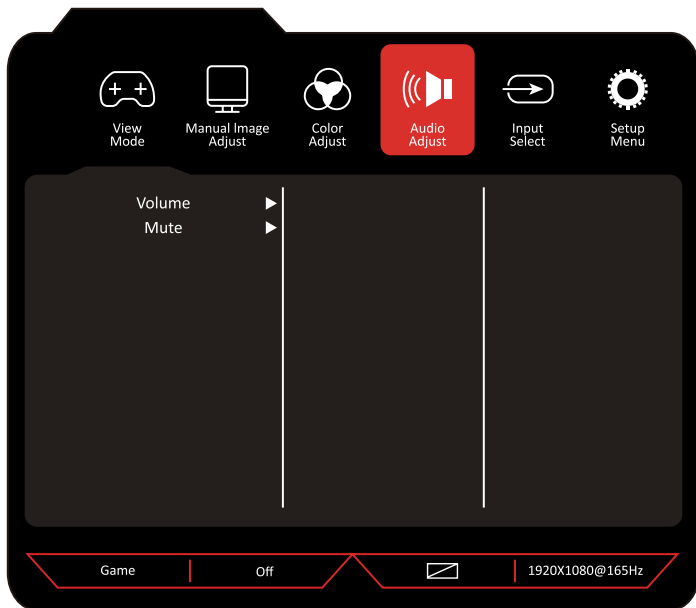 View
Mode
Manual Image
Adjust
Color
Adjust
Audio
Adjust
Input
Select
Setup
Menu
Volume
Mute
Game
Off
1920X1080@165Hz